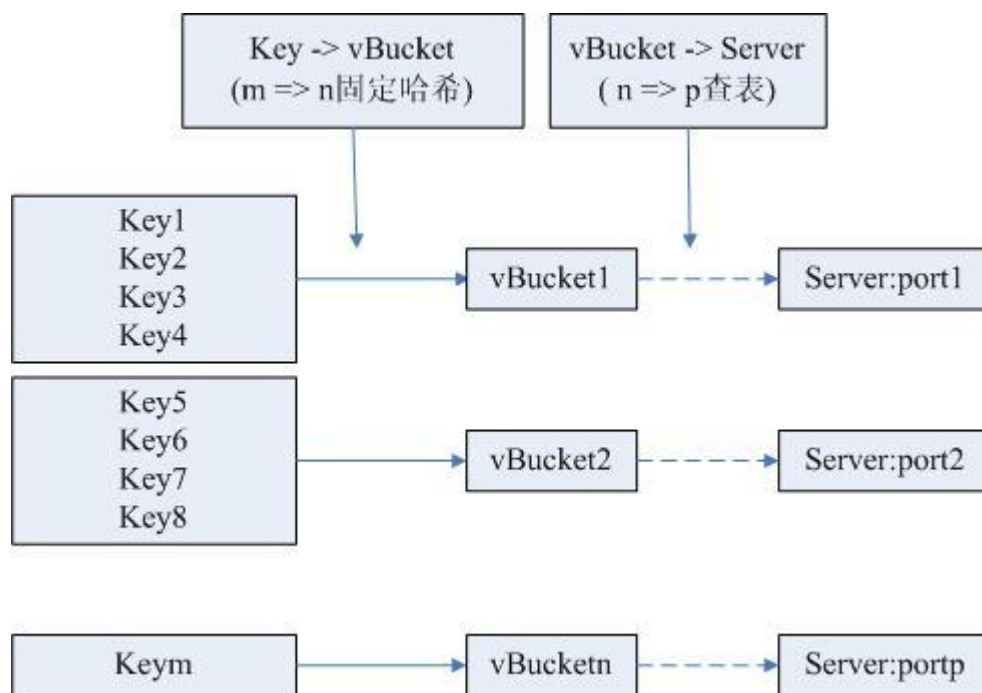 Key -> vBucket
(m => n固定哈希)
vBucket -> Server
( n => p查表)
Key1
Key2
Key3
Key4
vBucket1
Server:port1
Key5
Key6
Key7
Key8
vBucket2
Server:port2
Keym
vBucketn
Server:portp